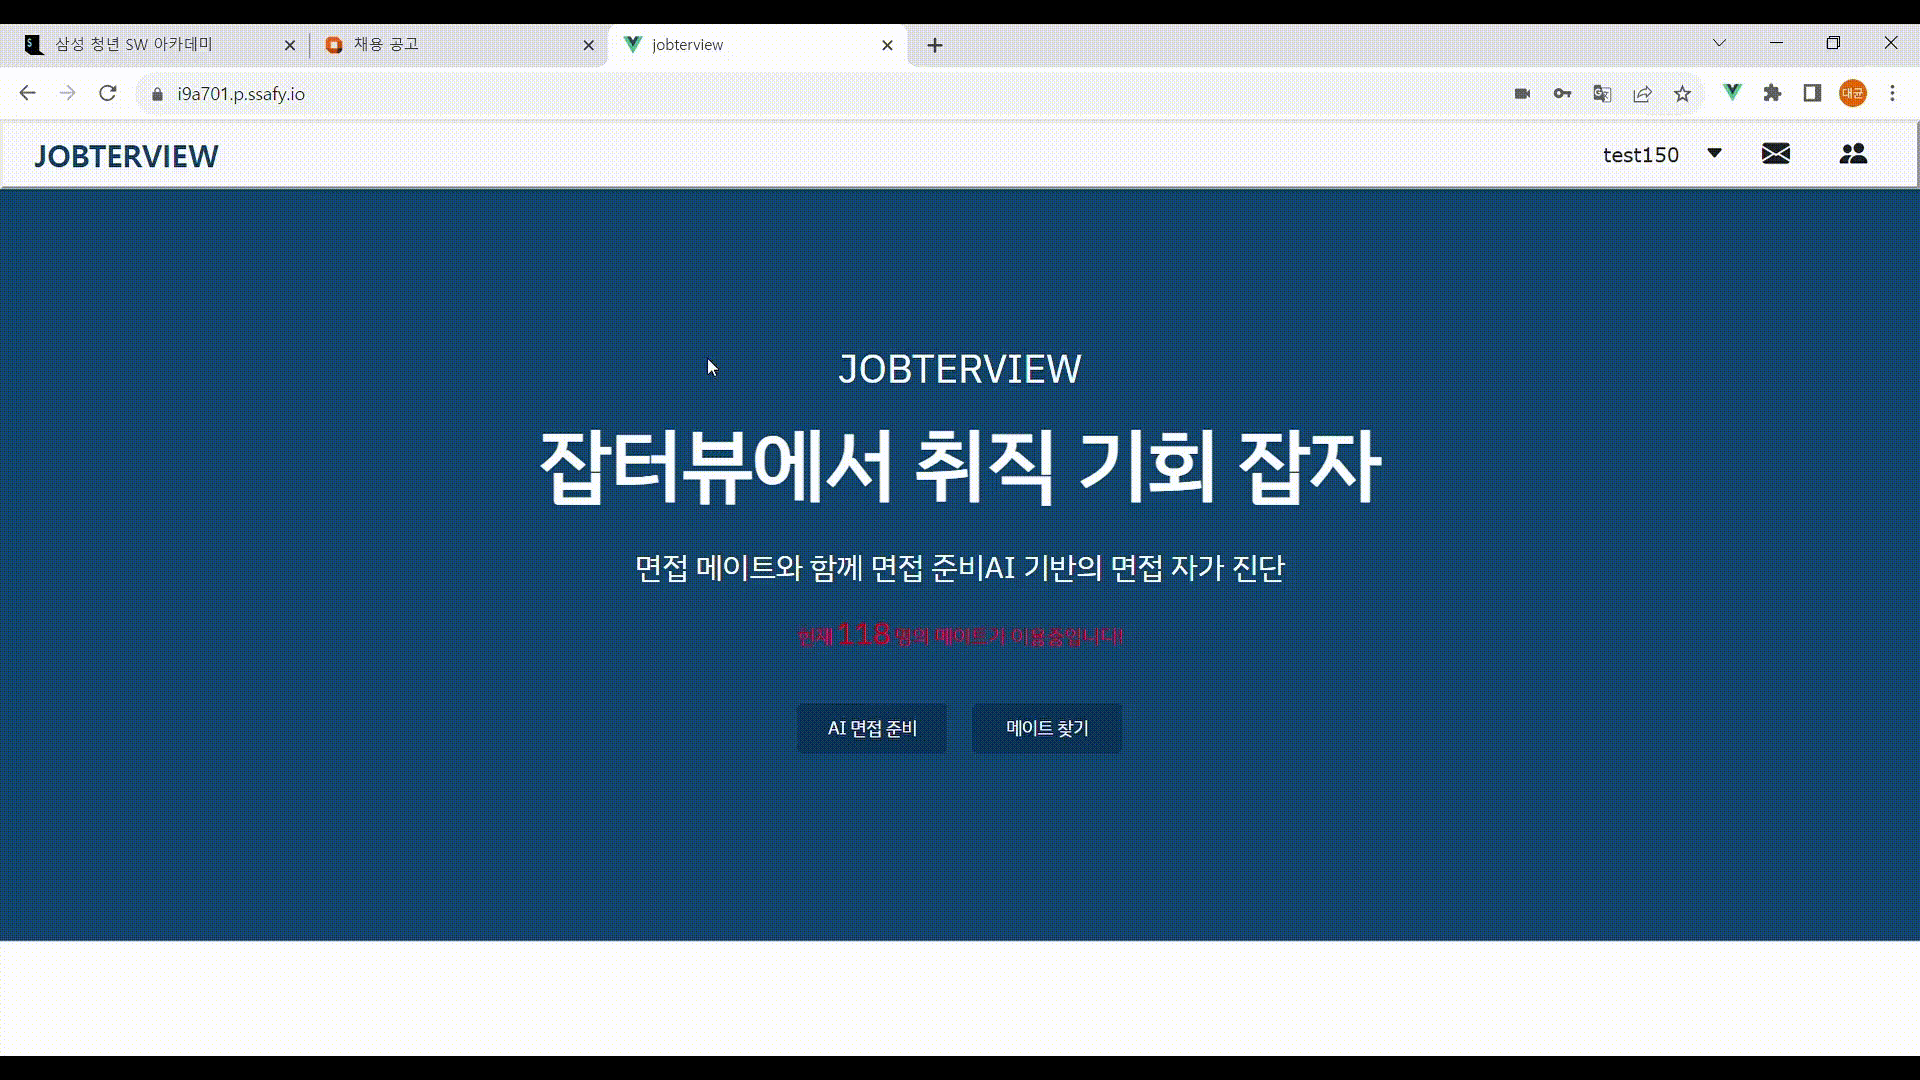 삼성 청년 SW 아카데미
채용 공고
jobterview
i9a701.p.ssafy.io
대균
JOBTERVIEW
test150
JOBTERVIEW
잡터뷰에서 취직 기회 잡자
면접 메이트와 함께 면접 준비AI 기반의 면접 자가 진단
현재 118 명의 메이트가 이용중입니다!
AI 면접 준비
메이트 찾기